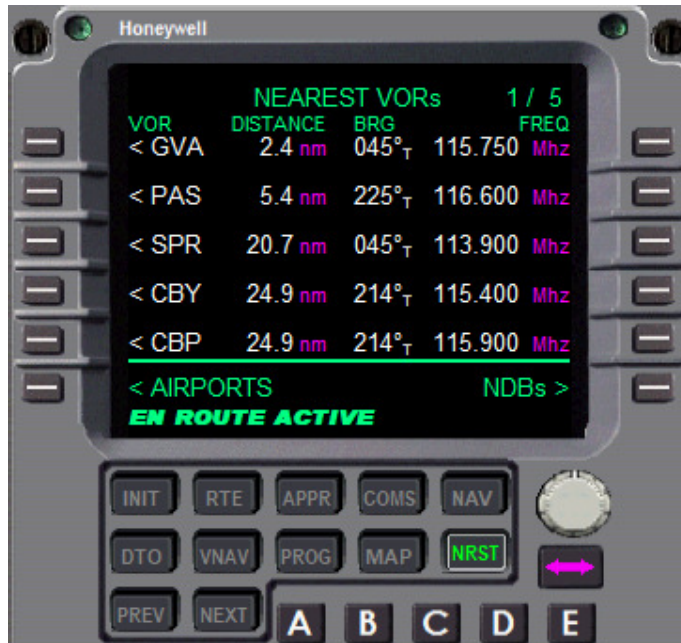 Honeywell
NEAREST VORs 1 / 5
VOR DISTANCE BRG FREQ
< GVA 2.4 nm 045°T 115.750 Mhz
< PAS 5.4 nm 225°T 116.600 Mhz
< SPR 20.7 nm 045°T 113.900 Mhz
< CBY 24.9 nm 214°T 115.400 Mhz
< CBP 24.9 nm 214°T 115.900 Mhz
< AIRPORTS NDBs >
EN ROUTE ACTIVE
INIT RTE APPR COMS NAV
DTO VNAV PROG MAP NRST
PREV NEXT A B C D E